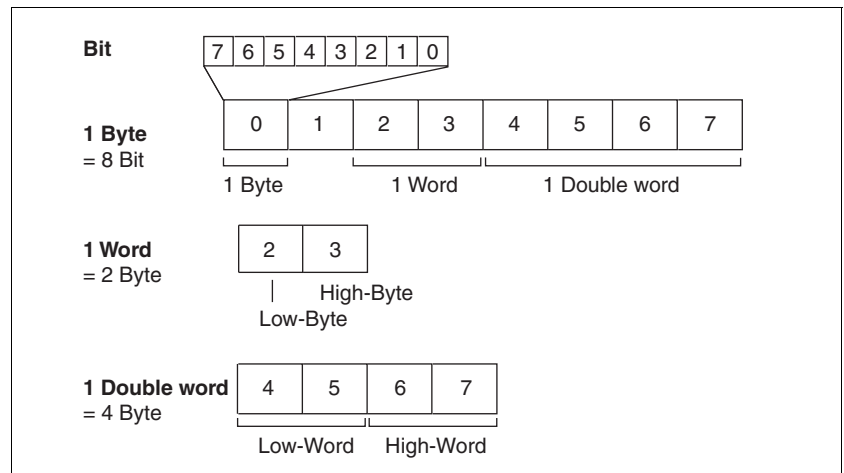 Bit
7 6 5 4 3 2 1 0
0 1 2 3 4 5 6 7
1 Byte
= 8 Bit
1 Byte 1 Word 1 Double word
1 Word
= 2 Byte
2 3
High-Byte
Low-Byte
1 Double word
= 4 Byte
4 5 6 7
Low-Word High-Word